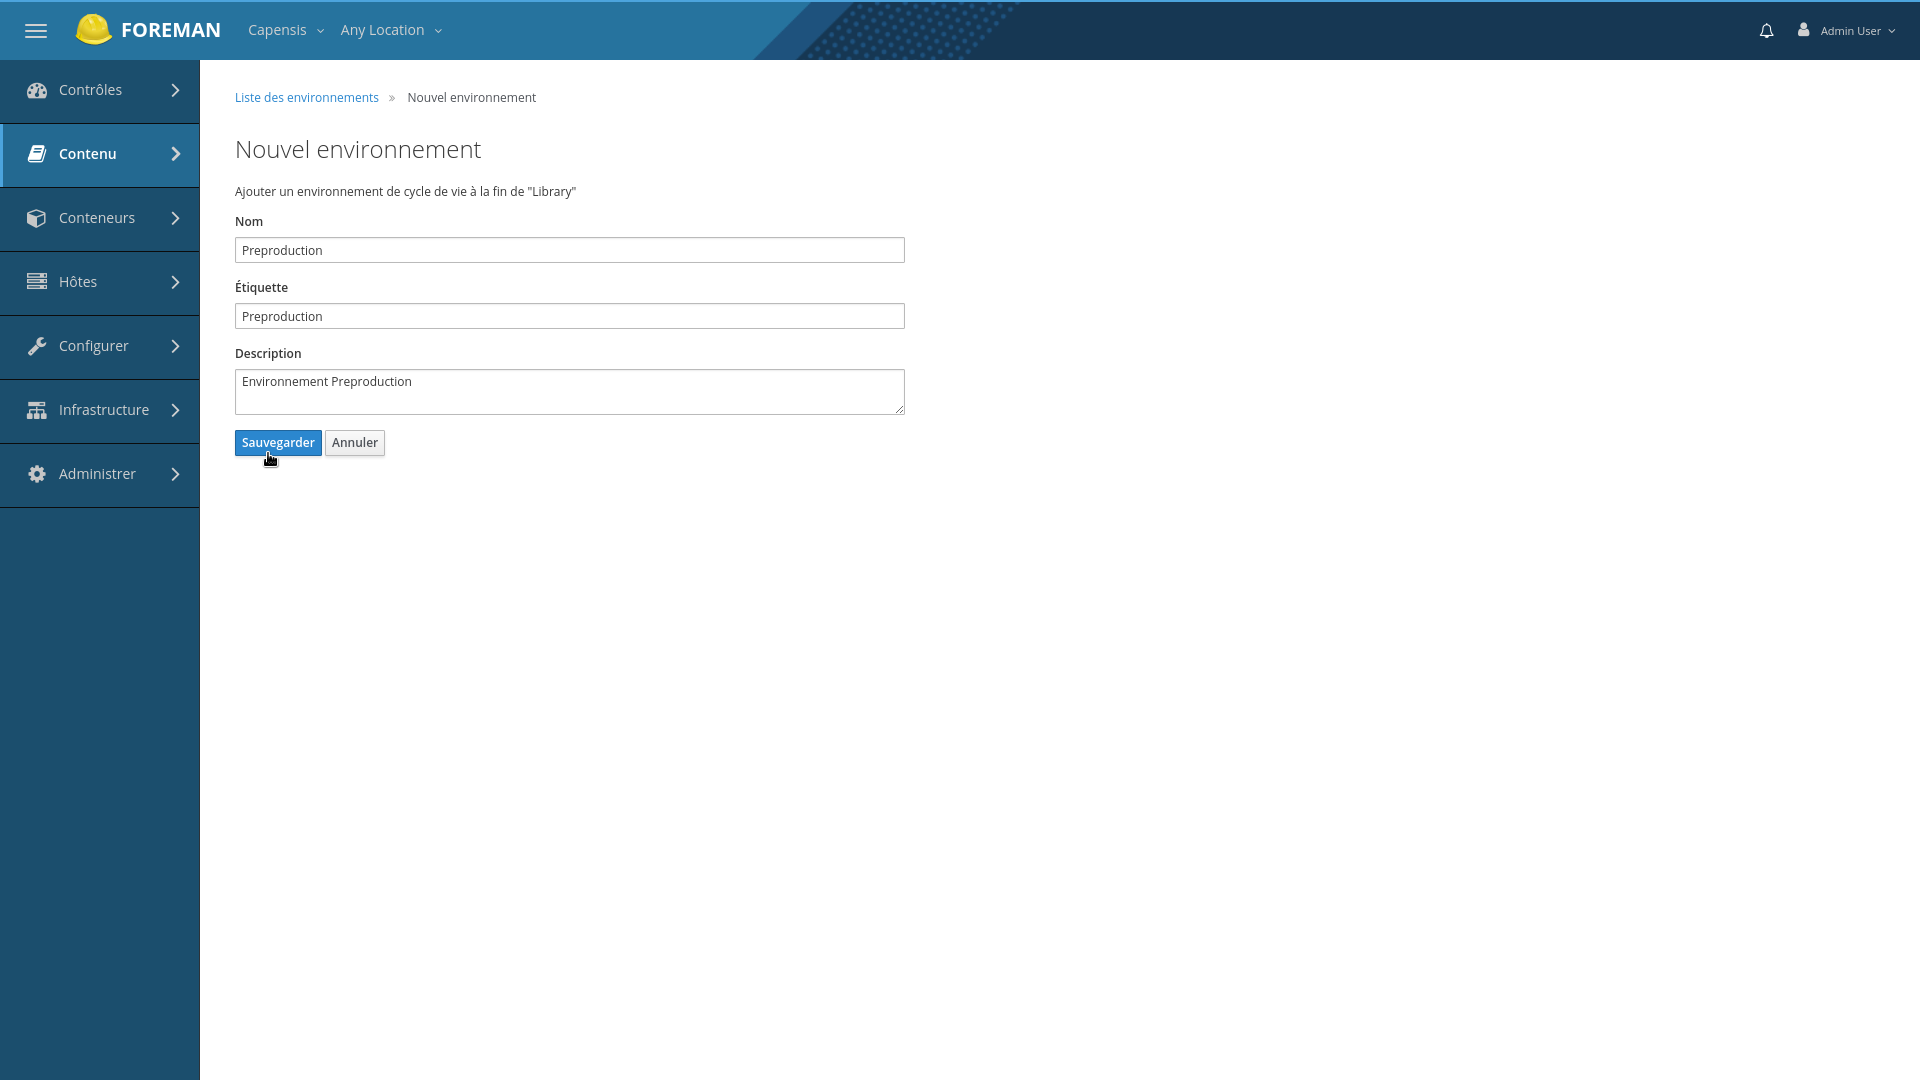 FOREMAN
Capensis
Any Location
Admin User
Contrôles
Contenu
Conteneurs
Hôtes
Configurer
Infrastructure
Administrer
Liste des environnements » Nouvel environnement
Nouvel environnement
Ajouter un environnement de cycle de vie à la fin de "Library"
Nom
Preproduction
Étiquette
Preproduction
Description
Environnement Preproduction
Sauvegarder
Annuler